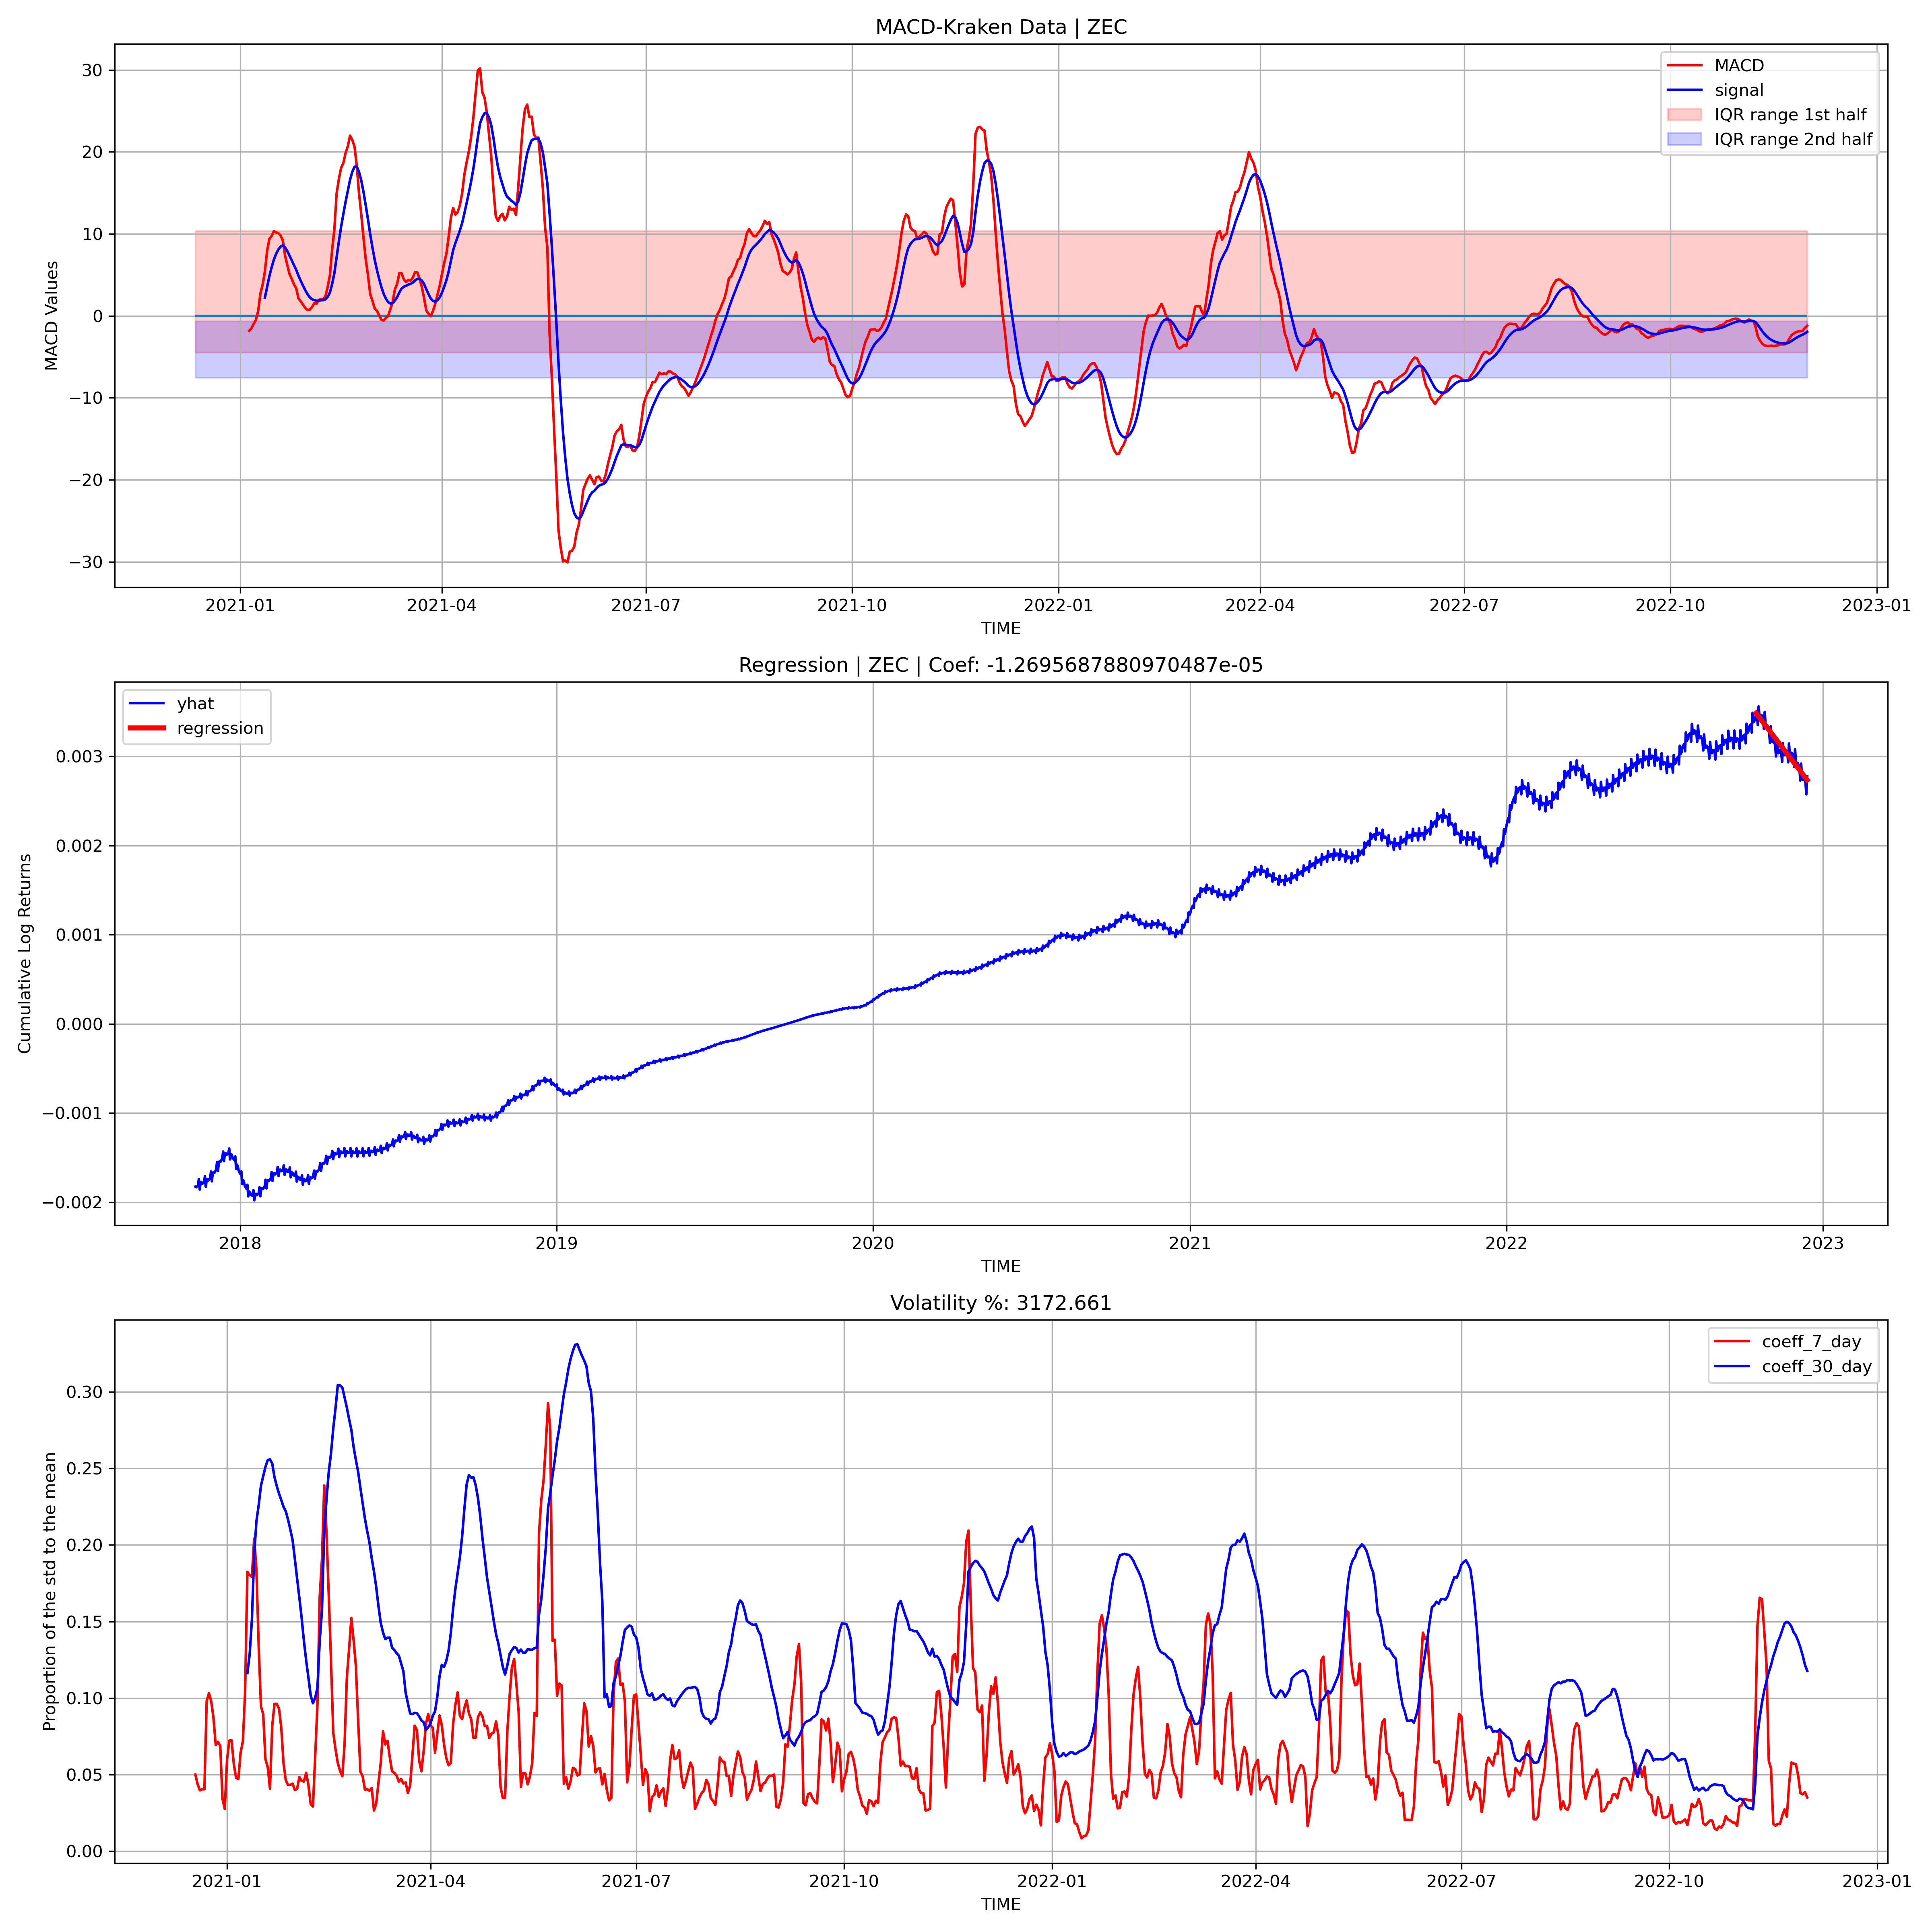 MACD-Kraken Data | ZEC
MACD Values
30
20
10
0
−10
−20
−30
MACD
signal
IQR range 1st half
IQR range 2nd half
2021-01
2021-04
2021-07
2021-10
2022-01
2022-04
2022-07
2022-10
2023-01
TIME
Regression | ZEC | Coef: -1.2695687880970487e-05
Cumulative Log Returns
yhat
regression
0.003
0.002
0.001
0.000
−0.001
−0.002
2018
2019
2020
2021
2022
2023
TIME
Volatility %: 3172.661
Proportion of the std to the mean
coeff_7_day
coeff_30_day
0.30
0.25
0.20
0.15
0.10
0.05
0.00
2021-01
2021-04
2021-07
2021-10
2022-01
2022-04
2022-07
2022-10
2023-01
TIME